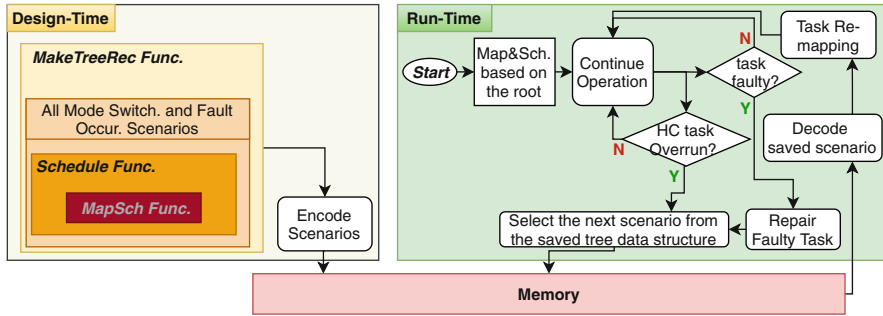 Design-Time
MakeTreeRec Func.
All Mode Switch. and Fault
Occur. Scenarios
Schedule Func.
MapSch Func.
Encode
Scenarios
Run-Time
Start
Map&Sch.
based on
the root
Continue
Operation
N
task
faulty?
Y
Task Re-
mapping
HC task
Overrun?
N
Y
Decode
saved scenario
Select the next scenario from
the saved tree data structure
Repair
Faulty Task
Memory